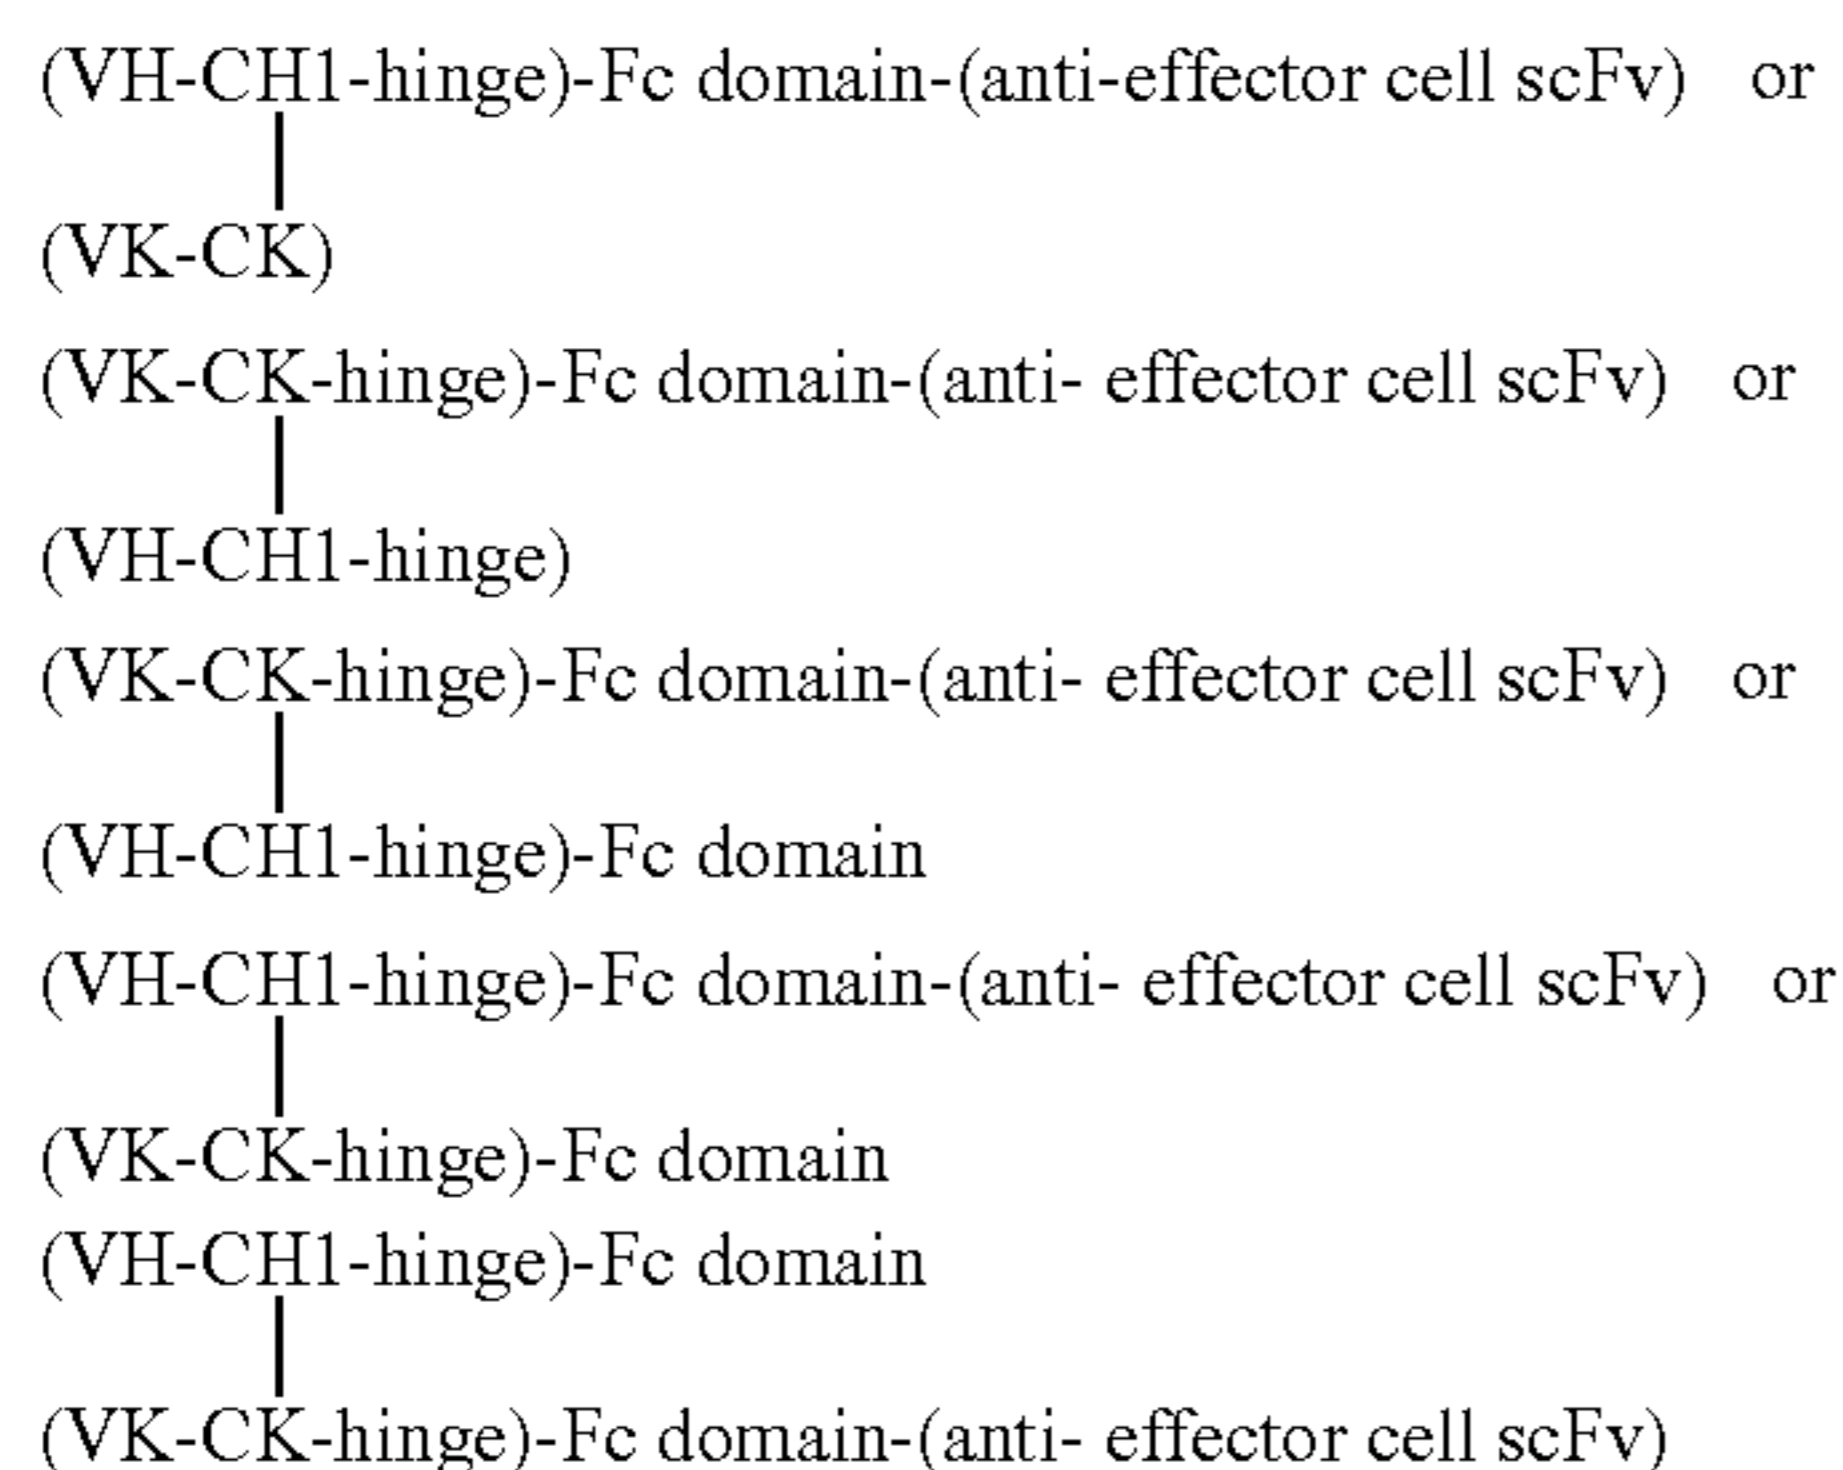 (VH-CH1-hinge)-Fc domain-(anti-effector cell scFv) or
(VK-CK)
(VK-CK-hinge)-Fc domain-(anti- effector cell scFv) or
(VH-CH1-hinge)
(VK-CK-hinge)-Fc domain-(anti- effector cell scFv) or
(VH-CH1-hinge)-Fc domain
(VH-CH1-hinge)-Fc domain-(anti- effector cell scFv) or
(VK-CK-hinge)-Fc domain
(VH-CH1-hinge)-Fc domain
(VK-CK-hinge)-Fc domain-(anti- effector cell scFv)